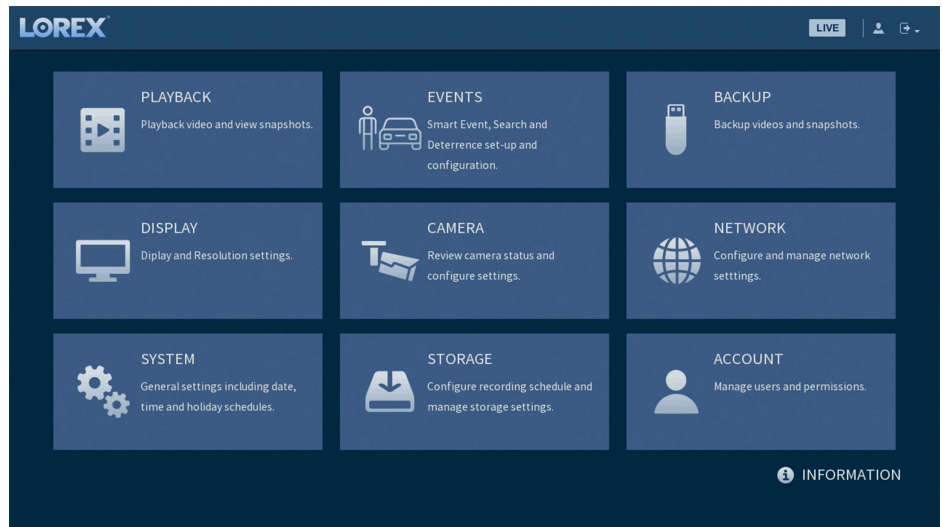 LOREX
LIVE
PLAYBACK
Playback video and view snapshots.
EVENTS
Smart Event, Search and
Deterrence set-up and
configuration.
BACKUP
Backup videos and snapshots.
DISPLAY
Diplay and Resolution settings.
CAMERA
Review camera status and
configure settings.
NETWORK
Configure and manage network
setttings.
SYSTEM
General settings including date,
time and holiday schedules.
STORAGE
Configure recording schedule and
manage storage settings.
ACCOUNT
Manage users and permissions.
INFORMATION